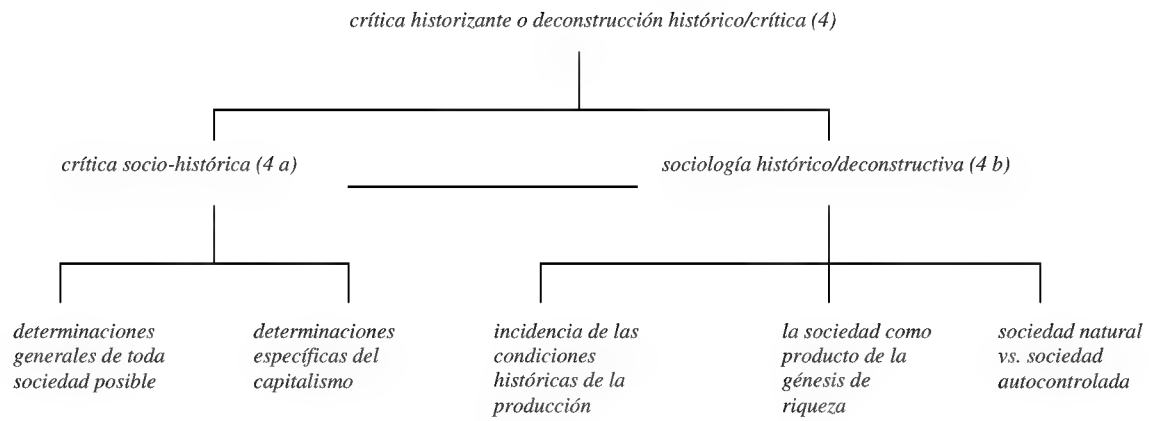 crítica historizante o deconstrucción histórico/crítica (4)
crítica socio-histórica (4 a)
sociología histórico/deconstructiva (4 b)
determinaciones
generales de toda
sociedad posible
determinaciones
específicas del
capitalismo
incidencia de las
condiciones
históricas de la
producción
la sociedad como
producto de la
génesis de
riqueza
sociedad natural
vs. sociedad
autocontrolada